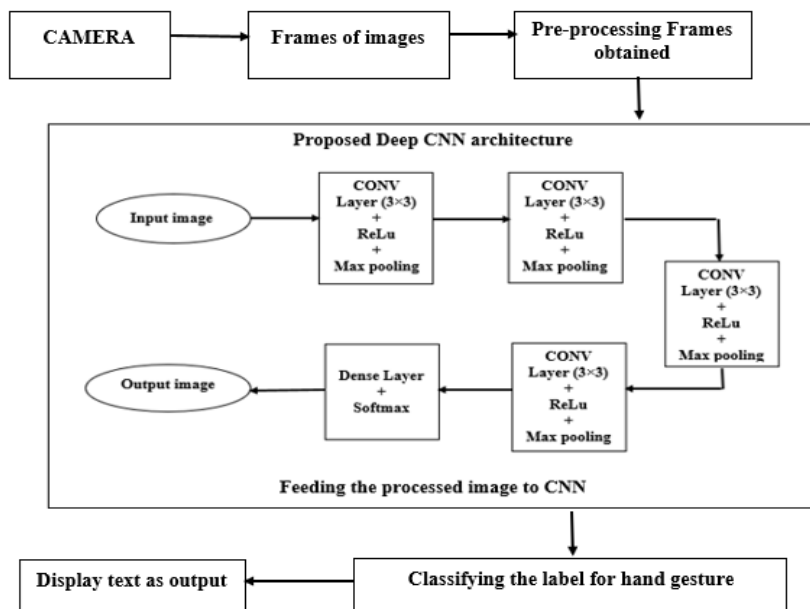 CAMERA
Frames of images
Pre-processing Frames
obtained
Proposed Deep CNN architecture
Input image
CONV
Layer (3×3)
+
ReLu
+
Max pooling
CONV
Layer (3×3)
+
ReLu
+
Max pooling
CONV
Layer (3×3)
+
ReLu
+
Max pooling
CONV
Layer (3×3)
+
ReLu
+
Max pooling
Dense Layer
+
Softmax
Output image
Feeding the processed image to CNN
Classifying the label for hand gesture
Display text as output